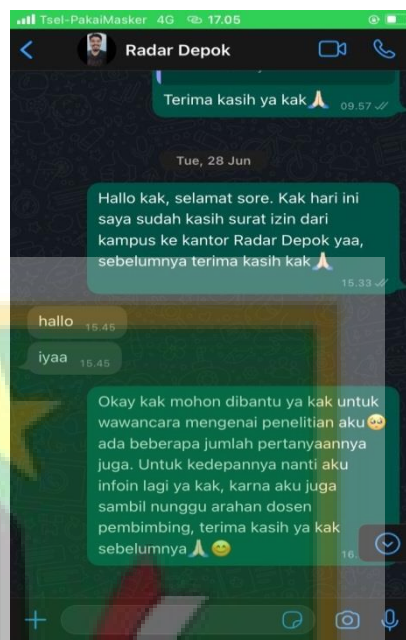 Tsel-PakaiMasker 4G 17.05
Radar Depok
Terima kasih ya kak🙏🏻 09.57
Tue, 28 Jun
Hallo kak, selamat sore. Kak hari ini
saya sudah kasih surat izin dari
kampus ke kantor Radar Depok yaa,
sebelumnya terima kasih kak🙏🏻
15.33
hallo 15.45
iyaa 15.45
Okay kak mohon dibantu ya kak untuk
wawancara mengenai penelitian aku🥺
ada beberapa jumlah pertanyaannya
juga. Untuk kedepannya nanti aku
infoin lagi ya kak, karna aku juga
sambil nunggu arahan dosen
pembimbing, terima kasih ya kak
sebelumnya🙏🏻😊 16.